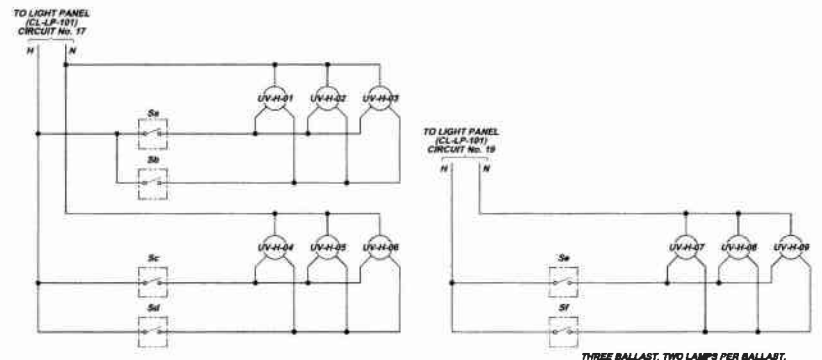 TO LIGHT PANEL
(CL-LP-101)
CIRCUIT No. 17
H N
UV-H-01 UV-H-02 UV-H-03
Sa
Sb
UV-H-04 UV-H-05 UV-H-06
Sc
Sd
TO LIGHT PANEL
(CL-LP-101)
CIRCUIT No. 19
H N
UV-H-07 UV-H-08 UV-H-09
Se
Sf
THREE BALLAST, TWO LAMPS PER BALLAST.